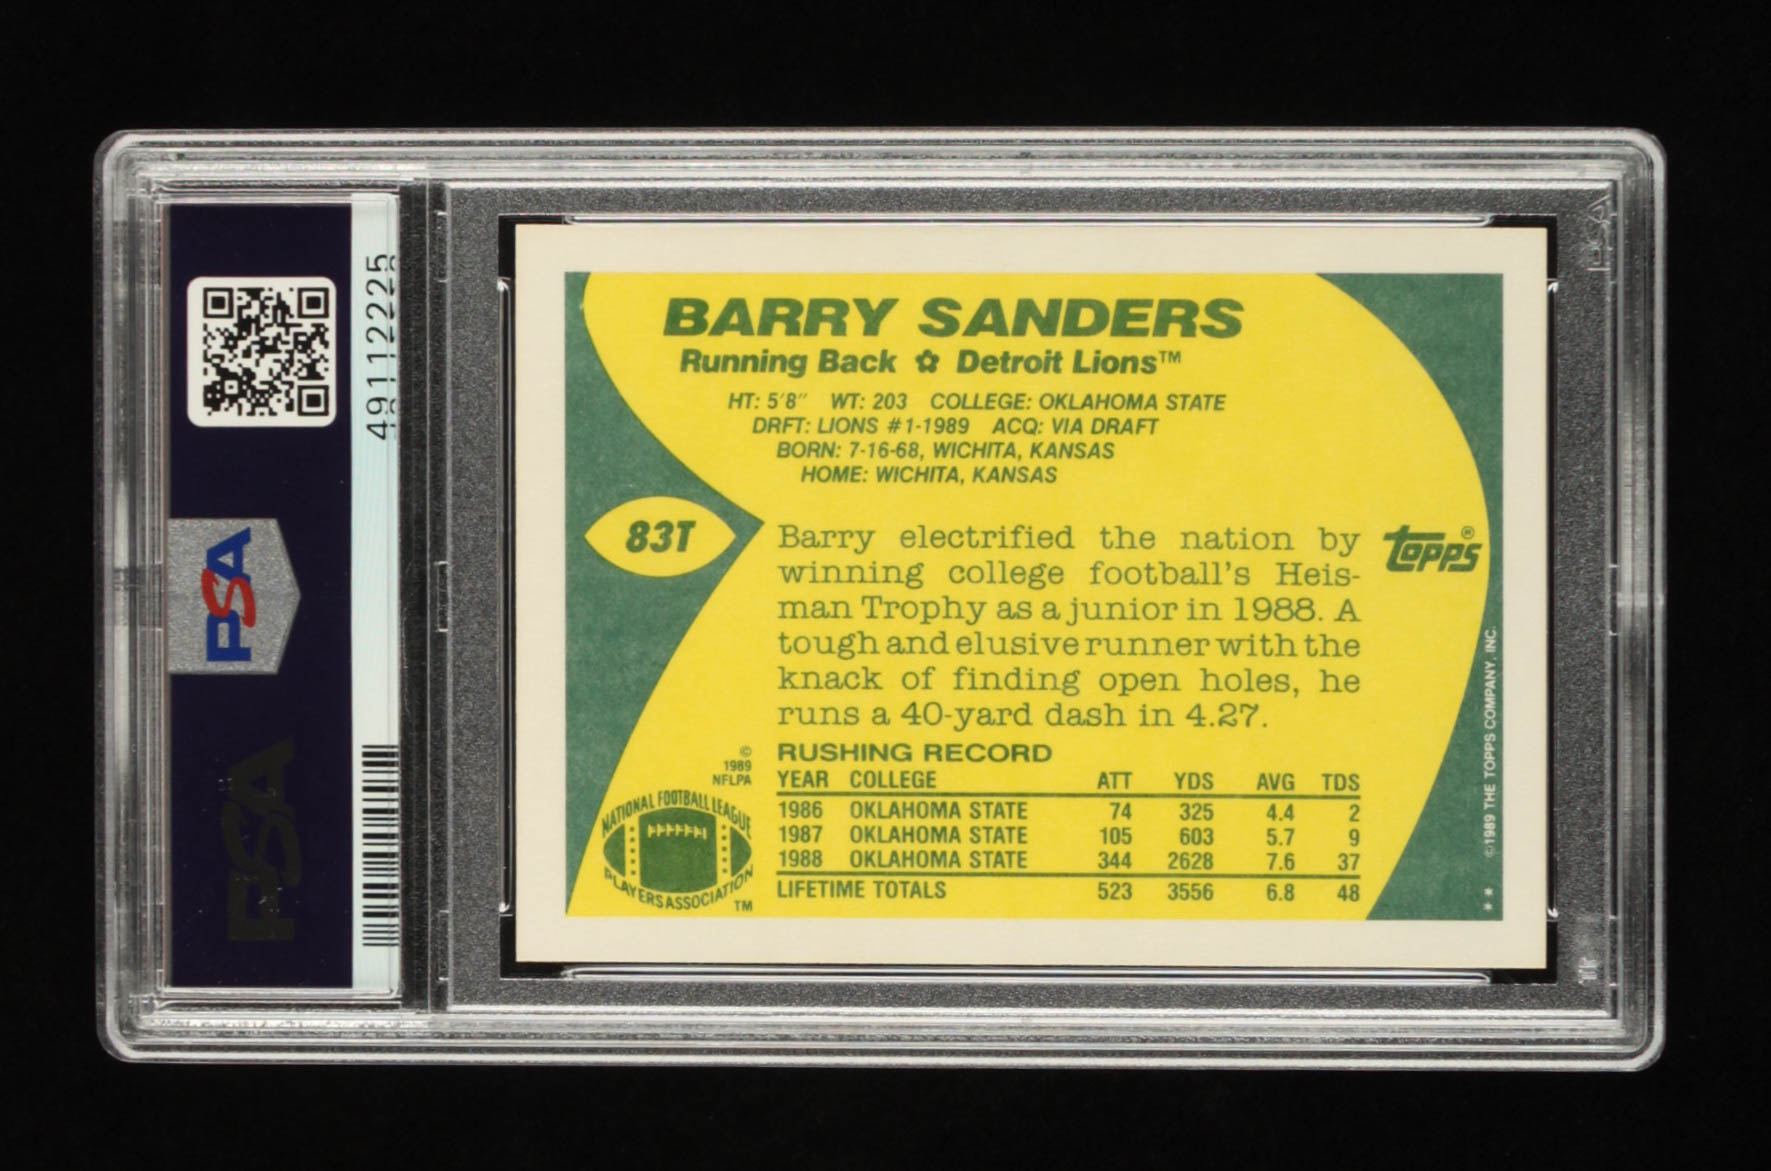 49112225
PSA
PSA
PSA
BARRY SANDERS
Running Back ✿ Detroit Lions™
HT: 5'8" WT: 203 COLLEGE: OKLAHOMA STATE
DRFT: LIONS #1-1989 ACQ: VIA DRAFT
BORN: 7-16-68, WICHITA, KANSAS
HOME: WICHITA, KANSAS
83T
Barry electrified the nation by
winning college football's Heis-
man Trophy as a junior in 1988. A
tough and elusive runner with the
knack of finding open holes, he
runs a 40-yard dash in 4.27.
topps®
© 1989 NFLPA
NATIONAL FOOTBALL LEAGUE
PLAYERS ASSOCIATION
TM
RUSHING RECORD
YEAR COLLEGE ATT YDS AVG TDS
1986 OKLAHOMA STATE 74 325 4.4 2
1987 OKLAHOMA STATE 105 603 5.7 9
1988 OKLAHOMA STATE 344 2628 7.6 37
LIFETIME TOTALS 523 3556 6.8 48
©1989 THE TOPPS COMPANY, INC.
**